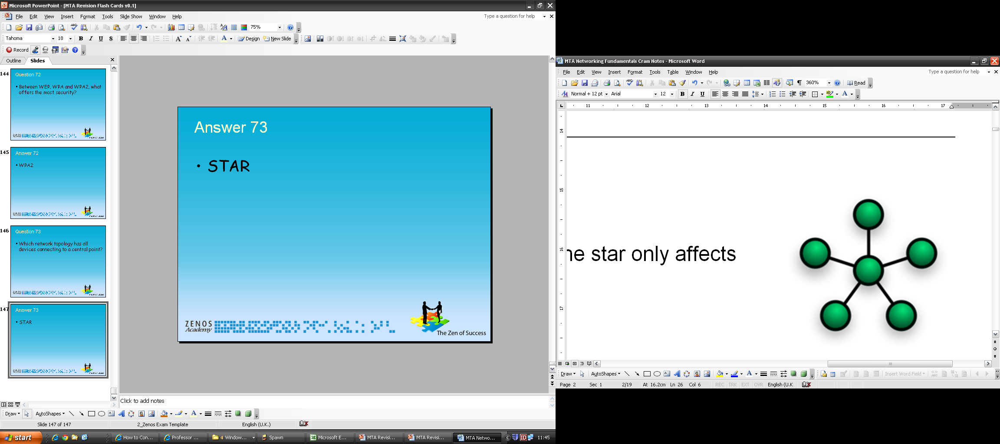 Microsoft PowerPoint - [MTA Revision Flash Cards v0.1]
File Edit View Insert Format Tools Slide Show Window Help Type a question for help
75%
Tahoma 18 B I U S A A A Design New Slide
Record
Outline Slides
144
Question 72
• Between WEP, WPA and WPA2, what
offers the most security?
ZENOS
145
Answer 72
• WPA2
ZENOS
146
Question 73
• Which network topology has all
devices connecting to a central point?
ZENOS
147
Answer 73
• STAR
ZENOS
Answer 73
• STAR
ZENOS
Academy
The Zen of Success
Click to add notes
Draw AutoShapes A
Slide 147 of 147 2_Zenos Exam Template English (U.K.)
start How to Con... Professor ... 4 Window... Spawn Microsoft E... MTA Revisi... MTA Revisi... MTA Netwo... ID 11:45
MTA Networking Fundamentals Cram Notes - Microsoft Word
File Edit View Insert Format Tools Table Window Help Type a question for help
360% Read
Normal + 12 pt Arial 12 B I U ab A
L 11 12 13 14 15 16 17
14
15
16
17
he star only affects
Draw AutoShapes A Insert Word Field
Page 2 Sec 1 2/19 At 16.2cm Ln 26 Col 6 REC TRK EXT OVR English (U.K